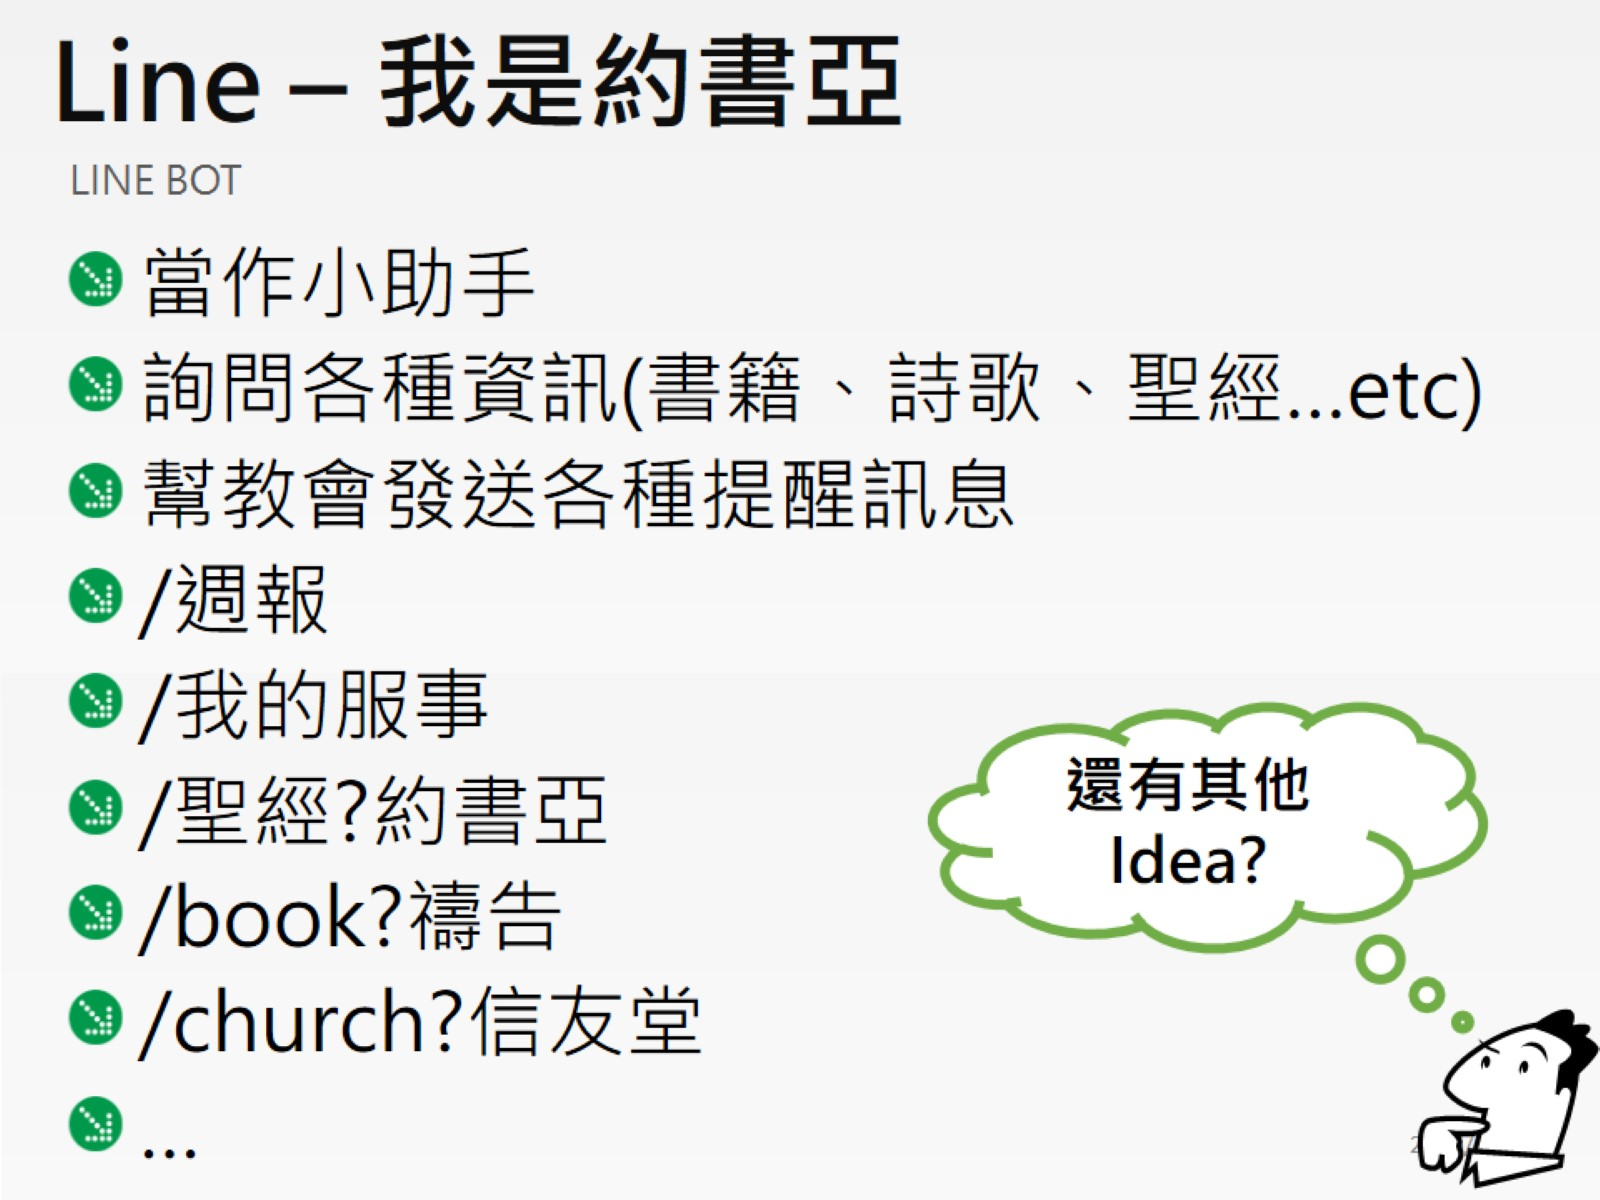 Line – 我是約書亞
LINE BOT
當作小助手
詢問各種資訊(書籍、詩歌、聖經...etc)
幫教會發送各種提醒訊息
/週報
/我的服事
/聖經?約書亞
/book?禱告
/church?信友堂
...
還有其他
Idea?